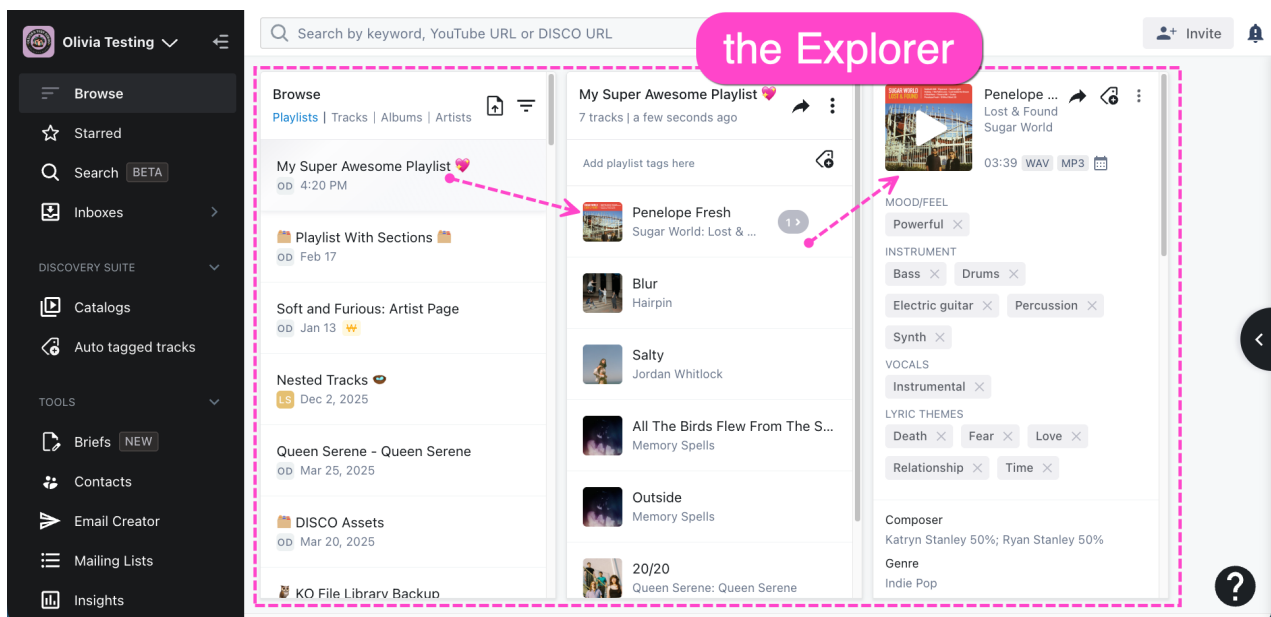 Olivia Testing
Search by keyword, YouTube URL or DISCO URL
the Explorer
Invite
Browse
Starred
Search BETA
Inboxes
DISCOVERY SUITE
Catalogs
Auto tagged tracks
TOOLS
Briefs NEW
Contacts
Email Creator
Mailing Lists
Insights
Browse
Playlists | Tracks | Albums | Artists
My Super Awesome Playlist 💖
OD 4:20 PM
🗂️ Playlist With Sections 🗂️
OD Feb 17
Soft and Furious: Artist Page
OD Jan 13 ₩
Nested Tracks 🪺
LS Dec 2, 2025
Queen Serene - Queen Serene
OD Mar 25, 2025
🗂️ DISCO Assets
OD Mar 20, 2025
KO File Library Backup
My Super Awesome Playlist 💖
7 tracks | a few seconds ago
Add playlist tags here
Penelope Fresh
Sugar World: Lost & ...
1 >
Blur
Hairpin
Salty
Jordan Whitlock
All The Birds Flew From The S...
Memory Spells
Outside
Memory Spells
20/20
Queen Serene: Queen Serene
SUGAR WORLD
LOST & FOUND
Penelope ...
Lost & Found
Sugar World
03:39 WAV MP3
MOOD/FEEL
Powerful ×
INSTRUMENT
Bass × Drums ×
Electric guitar × Percussion ×
Synth ×
VOCALS
Instrumental ×
LYRIC THEMES
Death × Fear × Love ×
Relationship × Time ×
Composer
Katryn Stanley 50%; Ryan Stanley 50%
Genre
Indie Pop
?